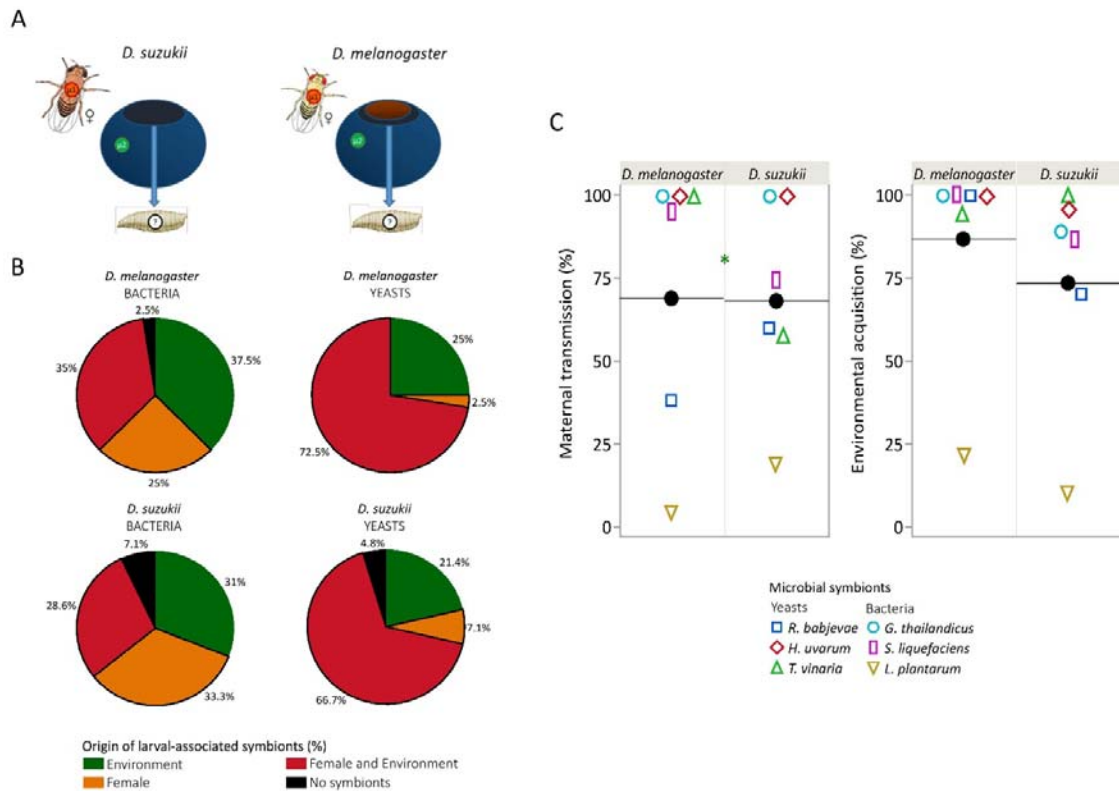 A
D. suzukii
D. melanogaster
μ1
♀
μ2
?
μ1
♀
μ2
?
B
D. melanogaster
BACTERIA
2.5%
37.5%
35%
25%
D. melanogaster
YEASTS
25%
2.5%
72.5%
D. suzukii
BACTERIA
7.1%
31%
28.6%
33.3%
D. suzukii
YEASTS
4.8%
21.4%
7.1%
66.7%
Origin of larval-associated symbionts (%)
Environment
Female and Environment
Female
No symbionts
C
D. melanogaster
D. suzukii
Maternal transmission (%)
100
75
50
25
0
*
D. melanogaster
D. suzukii
Environmental acquisition (%)
100
75
50
25
0
Microbial symbionts
Yeasts
Bacteria
R. babjevae
G. thailandicus
H. uvarum
S. liquefaciens
T. vinaria
L. plantarum